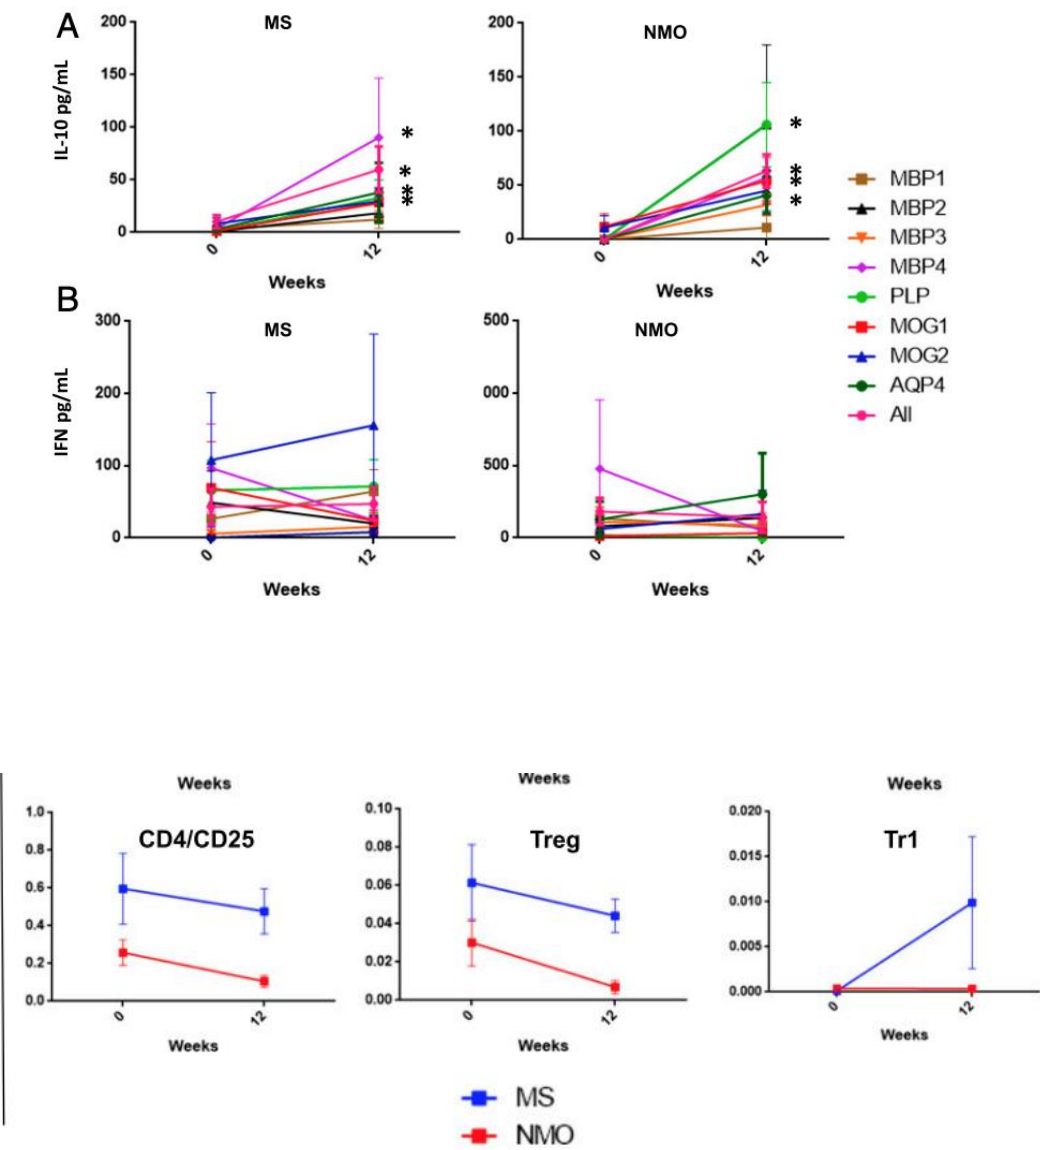 A
MS
NMO
IL-10 pg/mL
200
150
100
50
0
0
12
Weeks
200
150
100
50
0
0
12
Weeks
MBP1
MBP2
MBP3
MBP4
PLP
MOG1
MOG2
AQP4
All
B
MS
NMO
IFN pg/mL
300
200
100
0
0
12
Weeks
500
000
500
0
0
12
Weeks
Weeks
Weeks
Weeks
CD4/CD25
1.0
0.8
0.6
0.4
0.2
0.0
0
12
Weeks
Treg
0.10
0.08
0.06
0.04
0.02
0.00
0
12
Weeks
Tr1
0.020
0.015
0.010
0.005
0.000
0
12
Weeks
MS
NMO